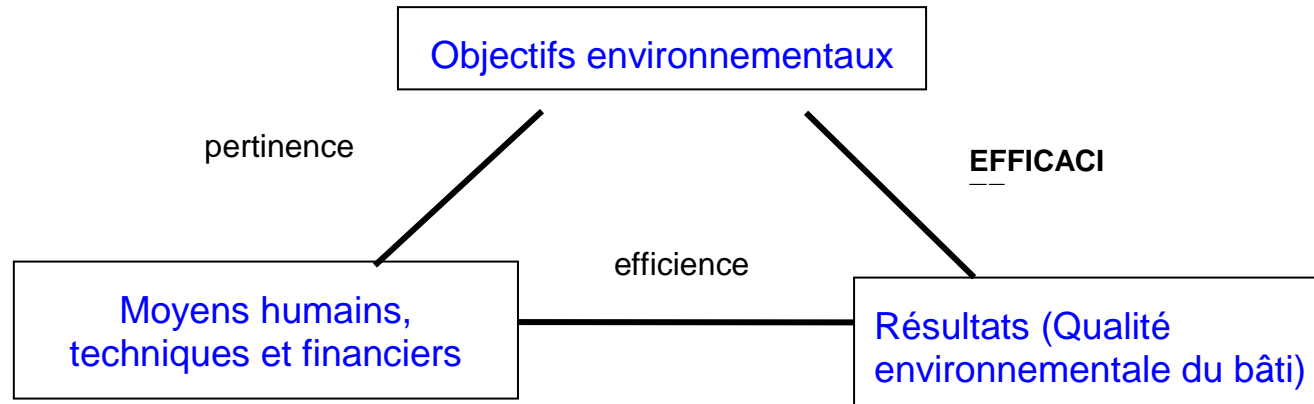 Objectifs environnementaux
pertinence
EFFICACI
efficience
Moyens humains,
techniques et financiers
Résultats (Qualité
environnementale du bâti)